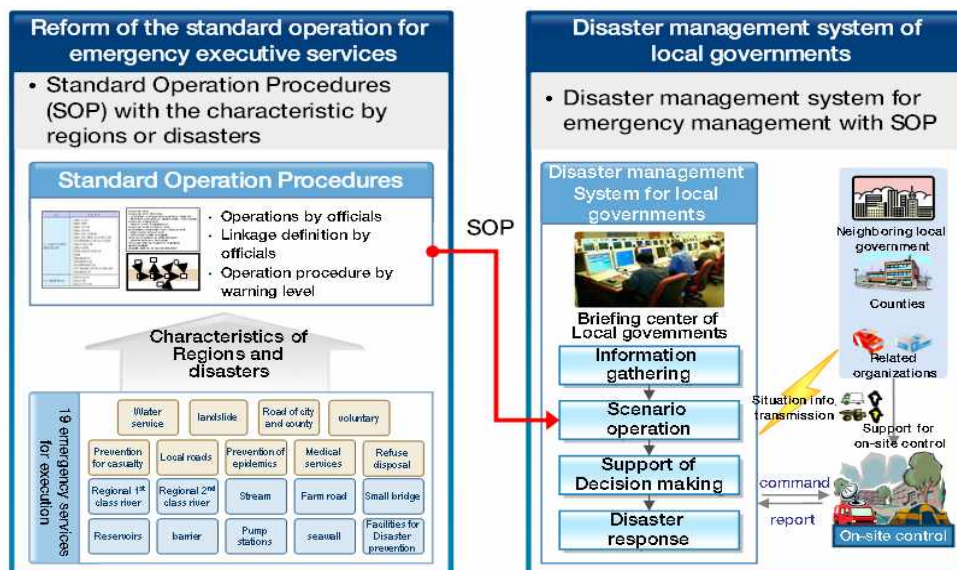 Reform of the standard operation for
emergency executive services
• Standard Operation Procedures
(SOP) with the characteristic by
regions or disasters
Standard Operation Procedures
• Operations by officials
• Linkage definition by
officials
• Operation procedure by
warning level
Characteristics of
Regions and
disasters
19 emergency services
for execution
Water
service
landslide
Road of city
and county
voluntary
Prevention
for casualty
Local roads
Prevention of
epidemics
Medical
services
Refuse
disposal
Regional 1st
class river
Regional 2nd
class river
Stream
Farm road
Small bridge
Reservoirs
barrier
Pump
stations
seawall
Facilities for
Disaster
prevention
SOP
Disaster management system of
local governments
• Disaster management system for
emergency management with SOP
Disaster management
System for local
governments
Briefing center of
Local governments
Information
gathering
Scenario
operation
Support of
Decision making
Disaster
response
Neighboring local
government
Counties
Related
organizations
Situation info,
transmission
Support for
on-site control
command
report
On-site control